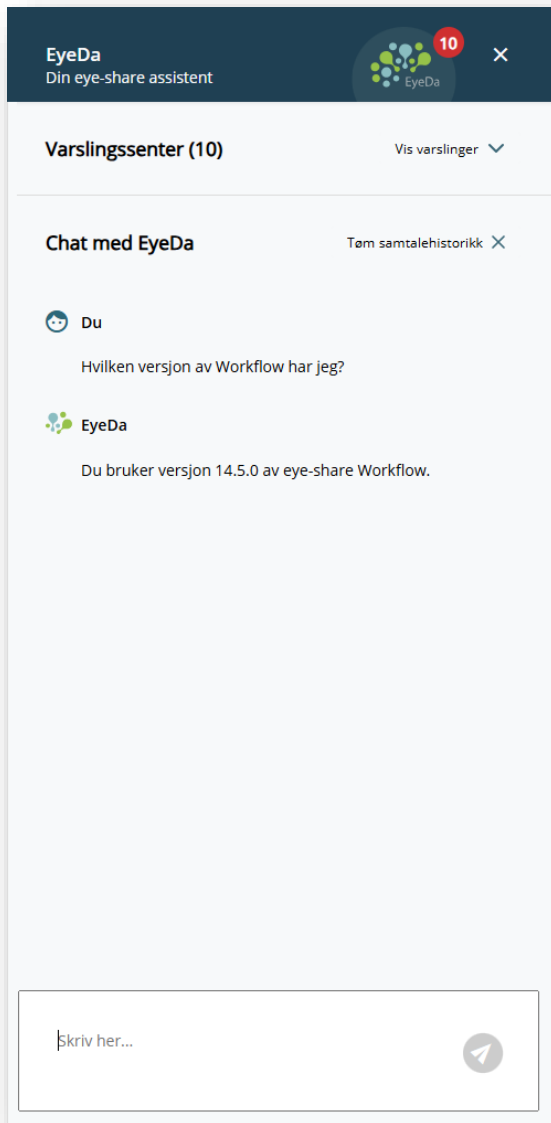 EyeDa
Din eye-share assistent
10
EyeDa
Varslingssenter (10)
Vis varslinger
Chat med EyeDa
Tøm samtalehistorikk
Du
Hvilken versjon av Workflow har jeg?
EyeDa
Du bruker versjon 14.5.0 av eye-share Workflow.
Skriv her...